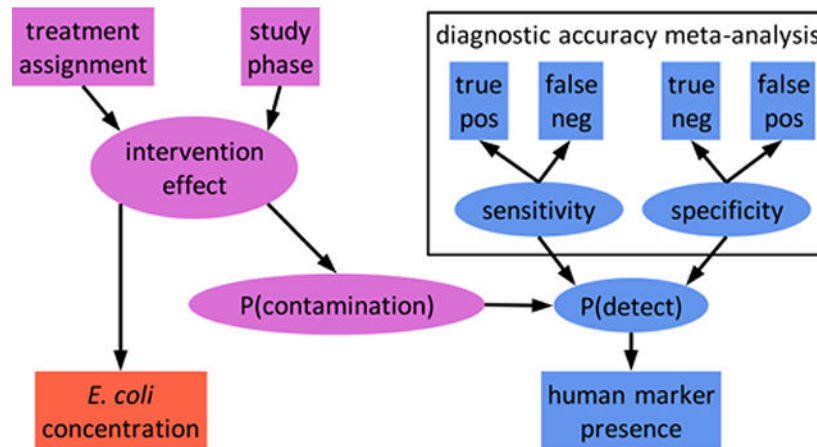 treatment
assignment
study
phase
diagnostic accuracy meta-analysis
true
pos
false
neg
true
neg
false
pos
intervention
effect
sensitivity
specificity
P(contamination)
P(detect)
E. coli
concentration
human marker
presence